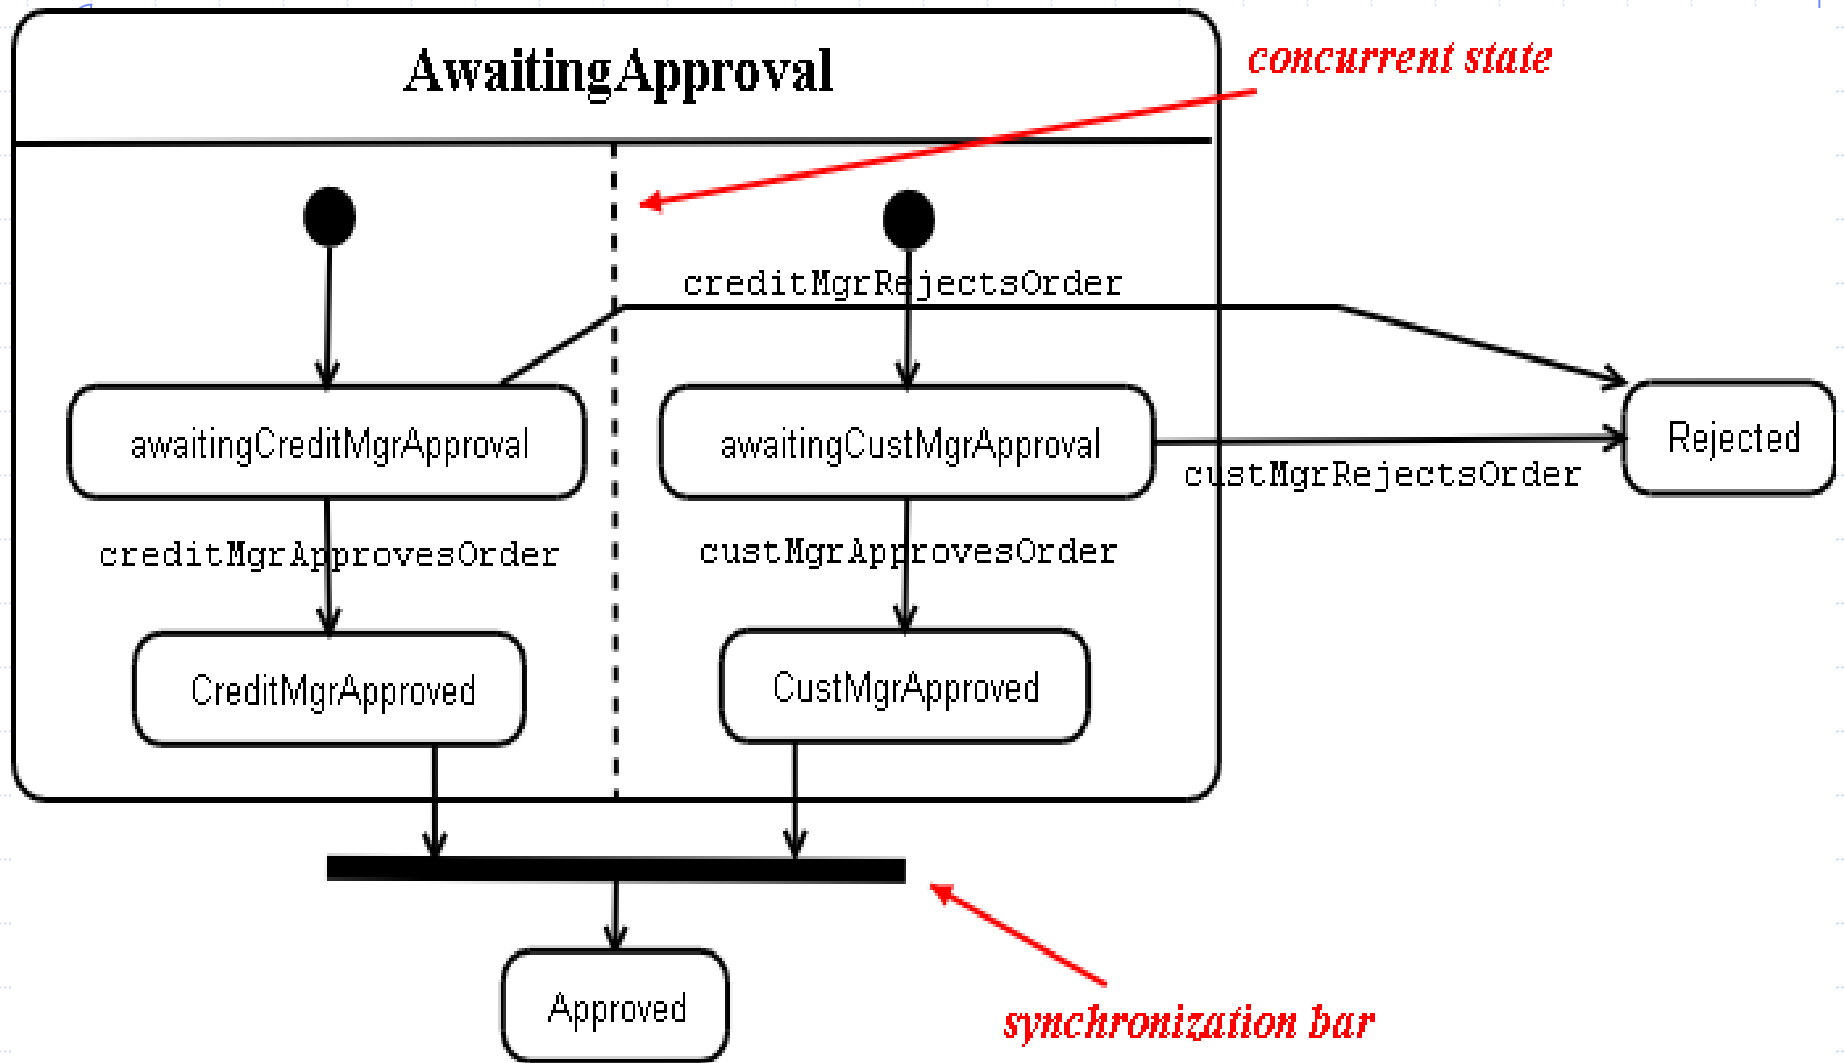 AwaitingApproval
concurrent state
creditMgrRejectsOrder
awaitingCreditMgrApproval
awaitingCustMgrApproval
Rejected
custMgrRejectsOrder
creditMgrApprovesOrder
custMgrApprovesOrder
CreditMgrApproved
CustMgrApproved
Approved
synchronization bar